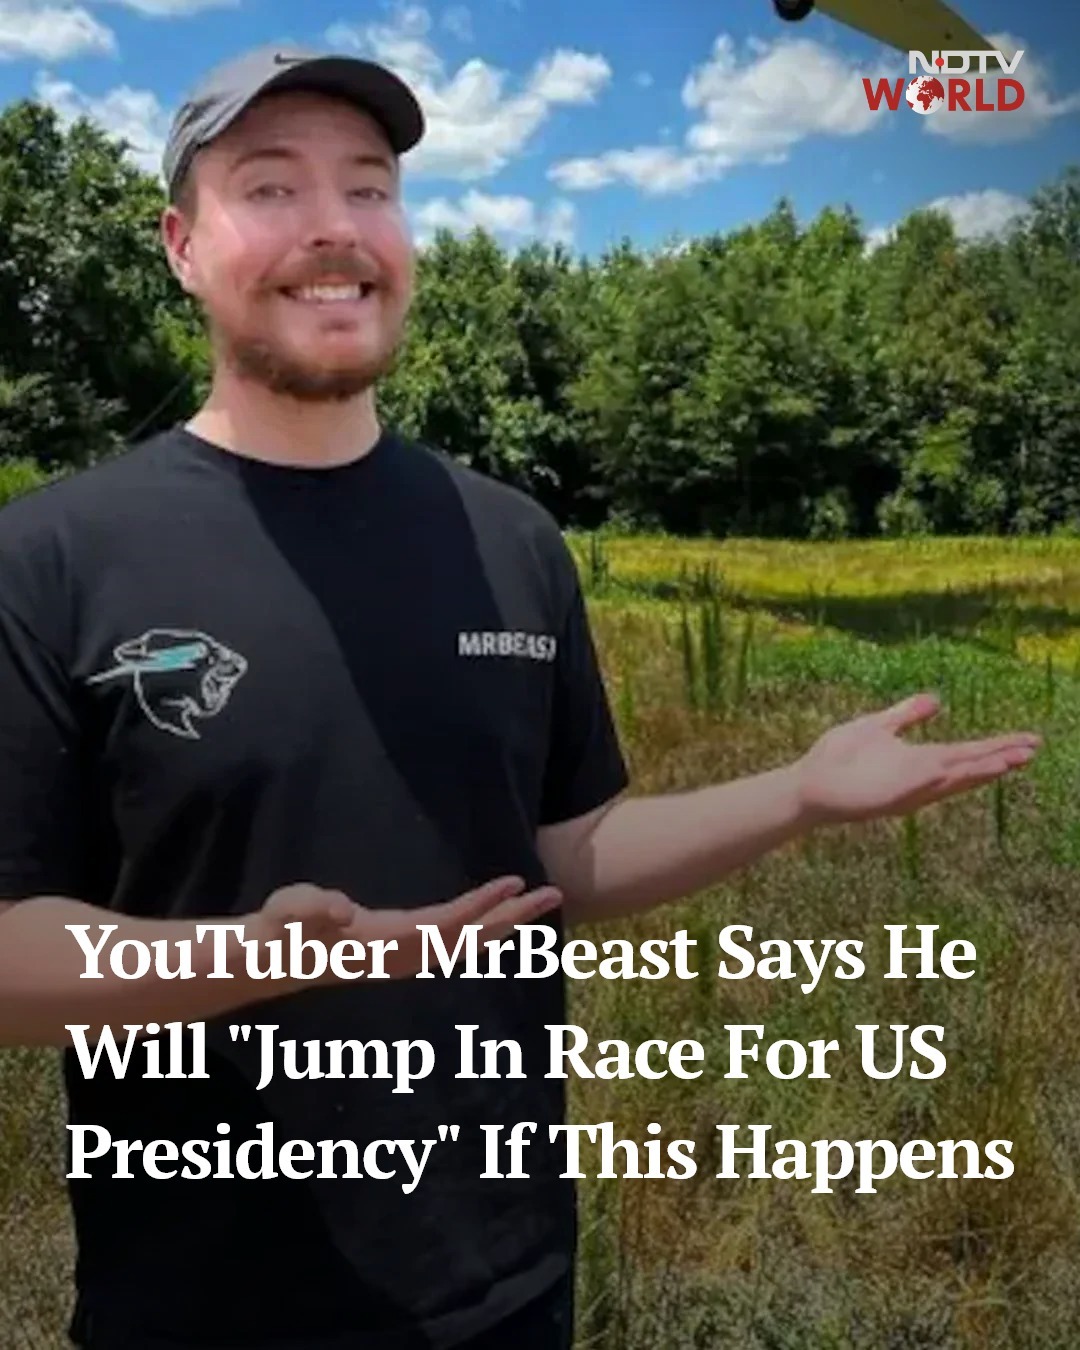 NDTV
WORLD
MRBEAST
YouTuber MrBeast Says He
Will "Jump In Race For US
Presidency" If This Happens